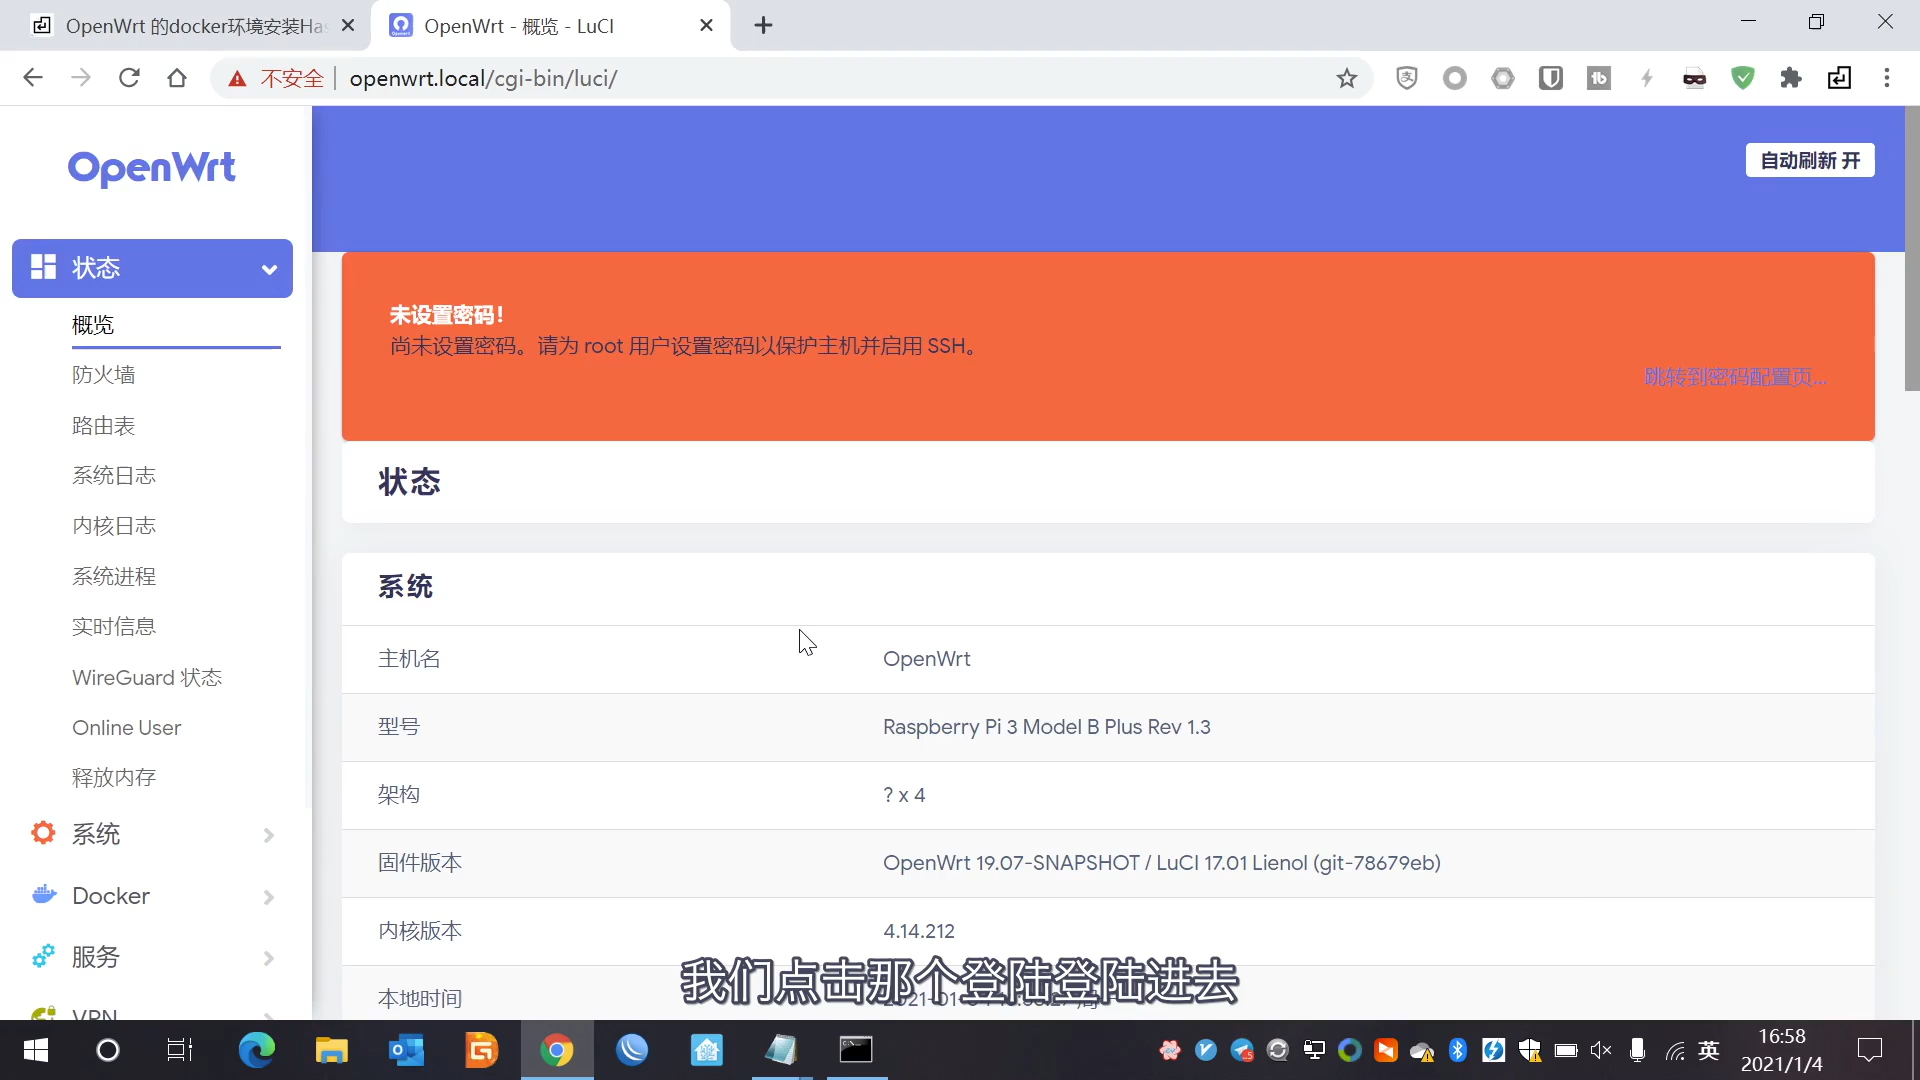 OpenWrt 的docker环境安装Has
OpenWrt - 概览 - LuCI
不安全
openwrt.local/cgi-bin/luci/
OpenWrt
自动刷新 开
状态
概览
防火墙
路由表
系统日志
内核日志
系统进程
实时信息
WireGuard 状态
Online User
释放内存
系统
Docker
服务
VPN
未设置密码!
尚未设置密码。请为 root 用户设置密码以保护主机并启用 SSH。
跳转到密码配置页...
状态
系统
主机名 OpenWrt
型号 Raspberry Pi 3 Model B Plus Rev 1.3
架构 ? x 4
固件版本 OpenWrt 19.07-SNAPSHOT / LuCI 17.01 Lienol (git-78679eb)
内核版本 4.14.212
本地时间
我们点击那个登陆登陆进去
英
16:58
2021/1/4